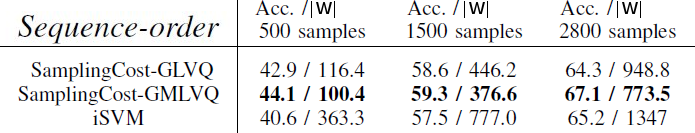 Sequence-order Acc. /|W| Acc. /|W| Acc. /|W|
500 samples 1500 samples 2800 samples
SamplingCost-GLVQ 42.9 / 116.4 58.6 / 446.2 64.3 / 948.8
SamplingCost-GMLVQ 44.1 / 100.4 59.3 / 376.6 67.1 / 773.5
iSVM 40.6 / 363.3 57.5 / 777.0 65.2 / 1347